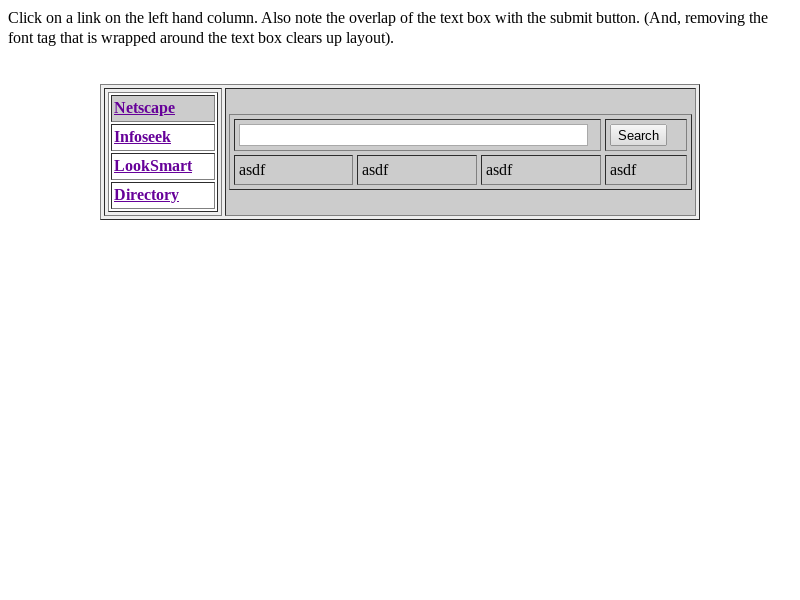 Click on a link on the left hand column. Also note the overlap of the text box with the submit button. (And, removing the
font tag that is wrapped around the text box clears up layout).
Netscape
Infoseek
LookSmart
Directory
Search
asdf asdf asdf asdf